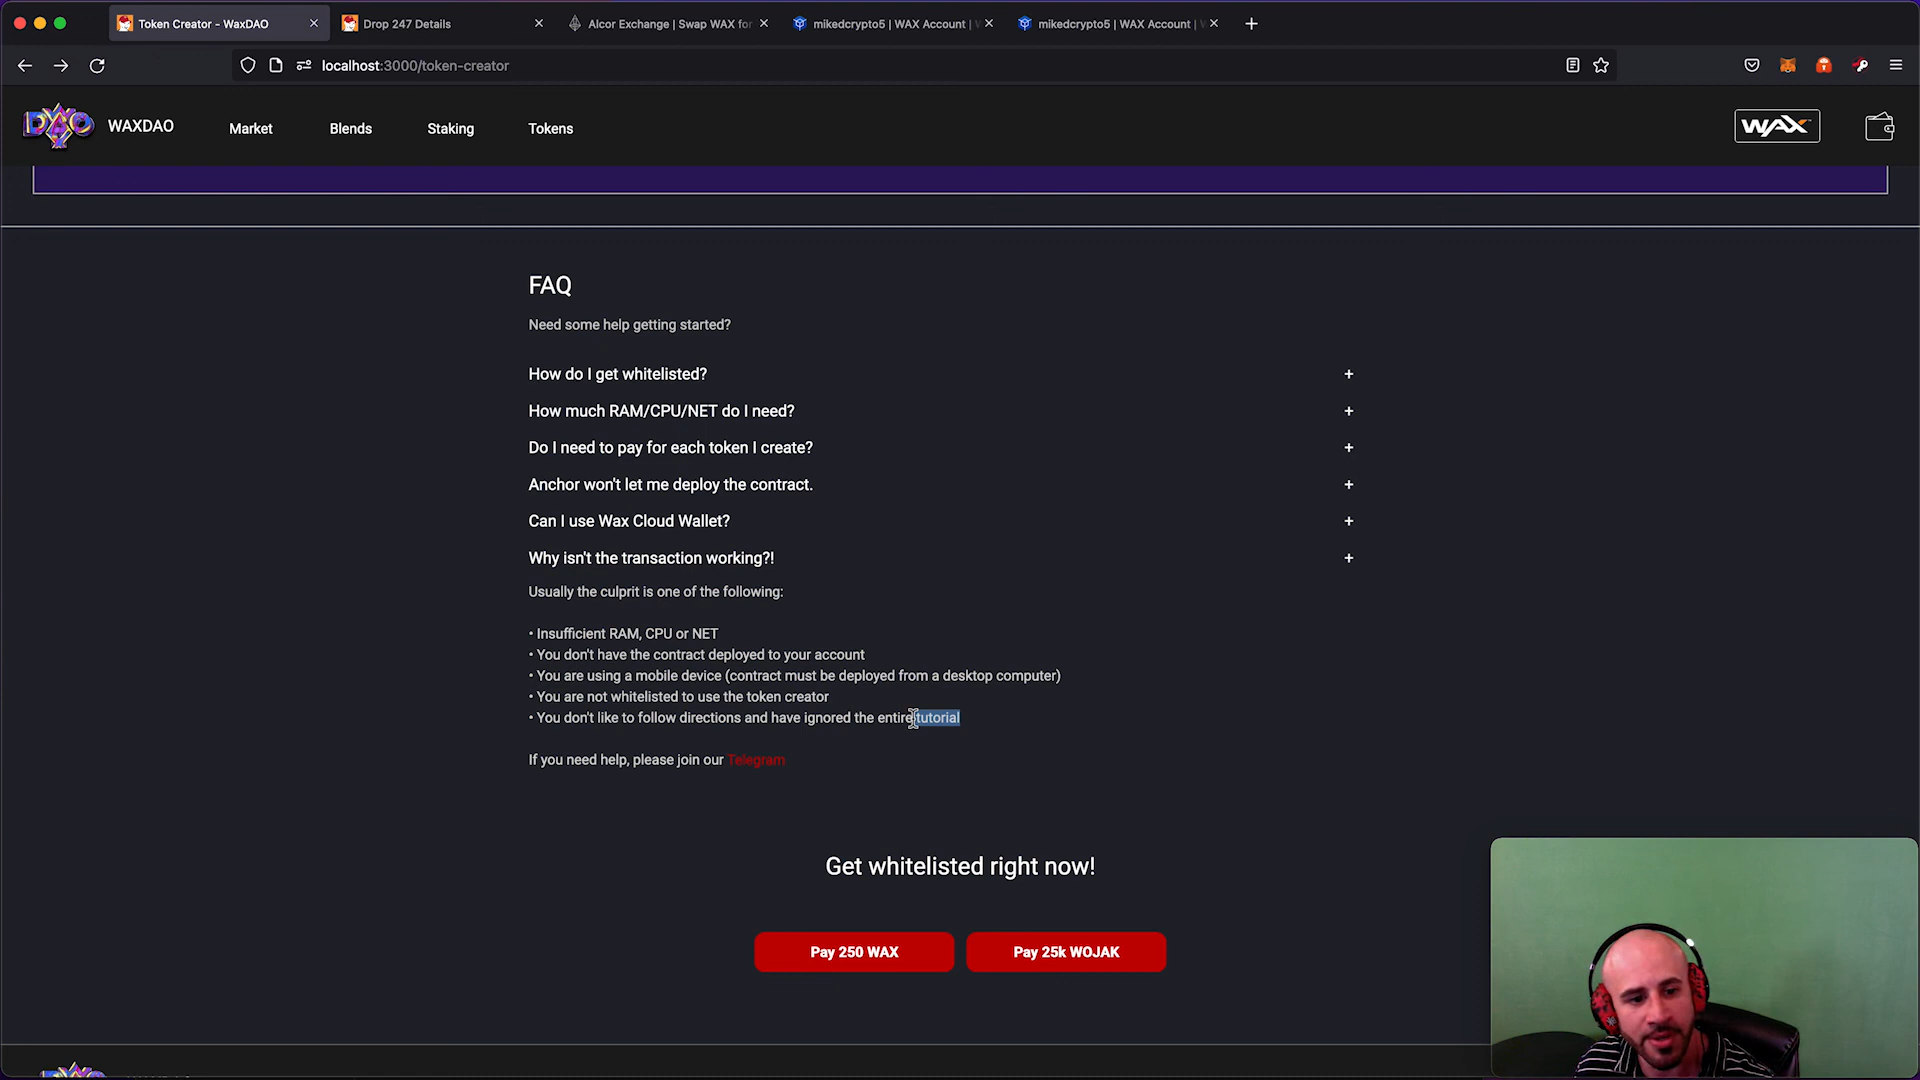 Token Creator - WaxDAO
Drop 247 Details
Alcor Exchange | Swap WAX for
mikedcrypto5 | WAX Account |
mikedcrypto5 | WAX Account |
localhost:3000/token-creator
DAO
WAXDAO
Market
Blends
Staking
Tokens
WAX
FAQ
Need some help getting started?
How do I get whitelisted?
+
How much RAM/CPU/NET do I need?
+
Do I need to pay for each token I create?
+
Anchor won't let me deploy the contract.
+
Can I use Wax Cloud Wallet?
+
Why isn't the transaction working?!
+
Usually the culprit is one of the following:
• Insufficient RAM, CPU or NET
• You don't have the contract deployed to your account
• You are using a mobile device (contract must be deployed from a desktop computer)
• You are not whitelisted to use the token creator
• You don't like to follow directions and have ignored the entire tutorial
If you need help, please join our Telegram
Get whitelisted right now!
Pay 250 WAX
Pay 25k WOJAK